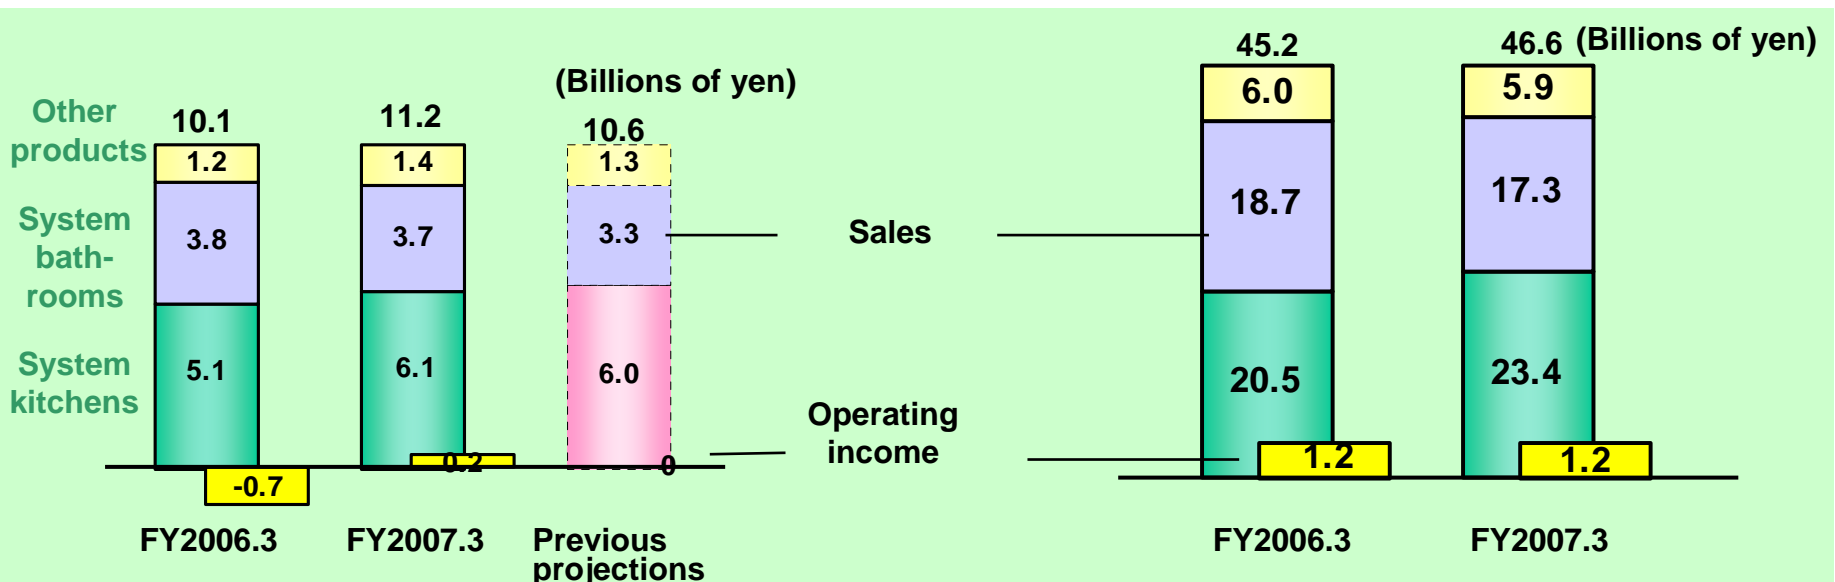 45.2
46.6 (Billions of yen)
(Billions of yen)
Other
products
10.1
11.2
10.6
6.0
5.9
1.2
1.4
1.3
System
bath-
rooms
3.8
3.7
3.3
Sales
18.7
17.3
System
kitchens
5.1
6.1
6.0
20.5
23.4
Operating
income
-0.7
0.2
0
1.2
1.2
FY2006.3
FY2007.3
Previous
projections
FY2006.3
FY2007.3